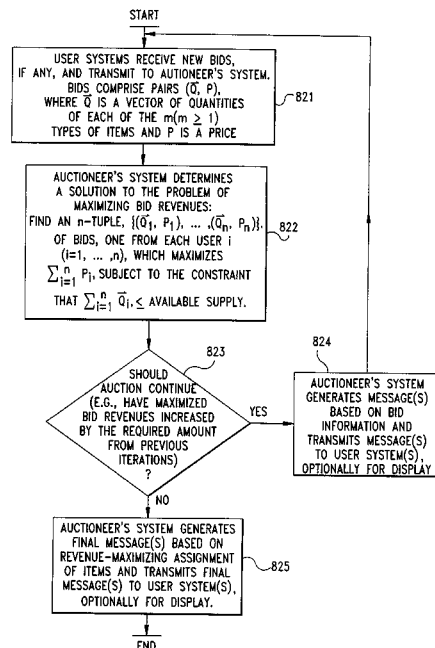 START
USER SYSTEMS RECEIVE NEW BIDS,
IF ANY, AND TRANSMIT TO AUTIONEER'S SYSTEM.
BIDS COMPRISE PAIRS (Q⃗, P),
WHERE Q⃗ IS A VECTOR OF QUANTITIES
OF EACH OF THE m(m ≥ 1)
TYPES OF ITEMS AND P IS A PRICE
821
AUCTIONEER'S SYSTEM DETERMINES
A SOLUTION TO THE PROBLEM OF
MAXIMIZING BID REVENUES:
FIND AN n-TUPLE, {(Q⃗₁, P₁), ... ,(Q⃗ₙ, Pₙ)}.
OF BIDS, ONE FROM EACH USER i
(i=1, ... ,n), WHICH MAXIMIZES
∑ⁿᵢ₌₁ Pᵢ, SUBJECT TO THE CONSTRAINT
THAT ∑ⁿᵢ₌₁ Q⃗ᵢ, ≤ AVAILABLE SUPPLY.
822
823
SHOULD
AUCTION CONTINUE
(E.G., HAVE MAXIMIZED
BID REVENUES INCREASED
BY THE REQUIRED AMOUNT
FROM PREVIOUS
ITERATIONS)
?
YES
824
AUCTIONEER'S SYSTEM
GENERATES MESSAGE(S)
BASED ON BID
INFORMATION AND
TRANSMITS MESSAGE(S)
TO USER SYSTEM(S),
OPTIONALLY FOR DISPLAY
NO
AUCTIONEER'S SYSTEM GENERATES
FINAL MESSAGE(S) BASED ON
REVENUE-MAXIMIZING ASSIGNMENT
OF ITEMS AND TRANSMITS FINAL
MESSAGE(S) TO USER SYSTEM(S),
OPTIONALLY FOR DISPLAY.
825
END